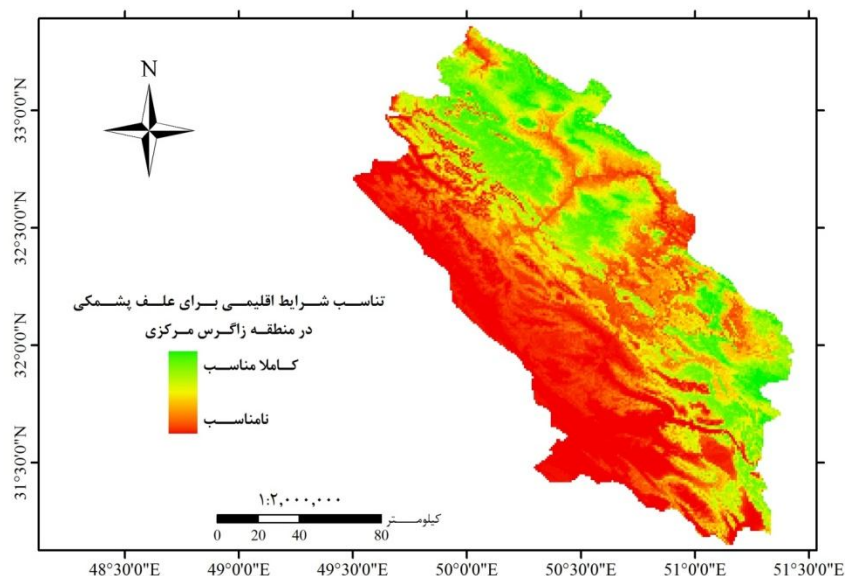 N
33°0'0"N
32°30'0"N
32°0'0"N
31°30'0"N
تناسب شرایط اقلیمی برای علف پشمکی
در منطقه زاگرس مرکزی
کاملا مناسب
نامناسب
۱:۲,۰۰۰,۰۰۰
کیلومتر
0 20 40 80
48°30'0"E 49°0'0"E 49°30'0"E 50°0'0"E 50°30'0"E 51°0'0"E 51°30'0"E